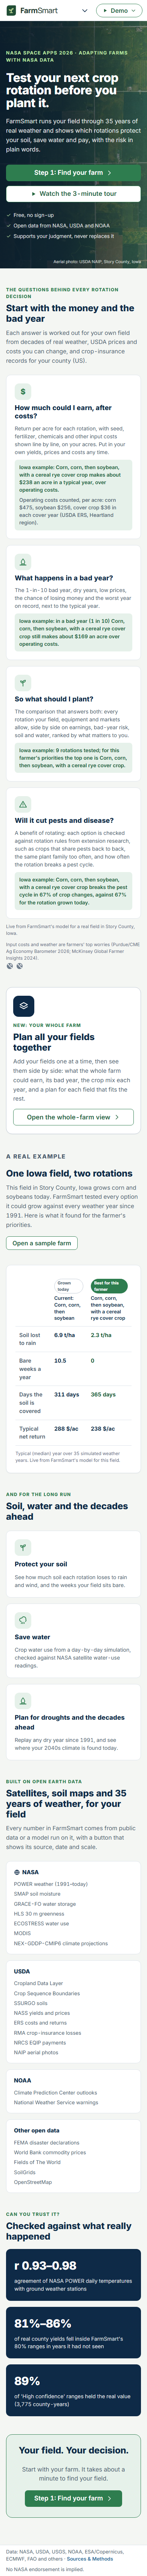 FarmSmart
Demo
NASA SPACE APPS 2026 · ADAPTING FARMS
WITH NASA DATA
Test your next crop
rotation before you
plant it.
FarmSmart runs your field through 35 years of
real weather and shows which rotations protect
your soil, save water and pay, with the risk in
plain words.
Step 1: Find your farm
Watch the 3-minute tour
Free, no sign-up
Open data from NASA, USDA and NOAA
Supports your judgment, never replaces it
Aerial photo: USDA NAIP, Story County, Iowa
THE QUESTIONS BEHIND EVERY ROTATION
DECISION
Start with the money and the
bad year
Each answer is worked out for your own field
from decades of real weather, USDA prices and
costs you can change, and crop-insurance
records for your county (US).
How much could I earn, after
costs?
Return per acre for each rotation, with seed,
fertilizer, chemicals and other input costs
shown line by line, on your acres. Put in your
own yields, prices and costs any time.
Iowa example: Corn, corn, then soybean,
with a cereal rye cover crop makes about
$238 an acre in a typical year, over
operating costs.
Operating costs counted, per acre: corn
$475, soybean $258, cover crop $36 in
each cover year (USDA ERS, Heartland
region).
What happens in a bad year?
The 1-in-10 bad year, dry years, low prices,
the chance of losing money and the worst year
on record, next to the typical year.
Iowa example: in a bad year (1 in 10) Corn,
corn, then soybean, with a cereal rye cover
crop still makes about $169 an acre over
operating costs.
So what should I plant?
The comparison that answers both: every
rotation your field, equipment and markets
allow, side by side on earnings, bad-year risk,
soil and water, ranked by what matters to you.
Iowa example: 9 rotations tested; for this
farmer's priorities the top one is Corn, corn,
then soybean, with a cereal rye cover crop.
Will it cut pests and disease?
A benefit of rotating: each option is checked
against rotation rules from extension research,
such as crops that share pests back to back,
the same plant family too often, and how often
the rotation breaks a pest cycle.
Iowa example: Corn, corn, then soybean,
with a cereal rye cover crop breaks the pest
cycle in 67% of crop changes, against 67%
for the rotation grown today.
Live from FarmSmart's model for a real field in Story County,
Iowa.
Input costs and weather are farmers' top worries (Purdue/CME
Ag Economy Barometer 2026; McKinsey Global Farmer
Insights 2024).
NEW: YOUR WHOLE FARM
Plan all your fields
together
Add your fields one at a time, then see
them side by side: what the whole farm
could earn, its bad year, the crop mix each
year, and a plan for each field that fits the
rest.
Open the whole-farm view
A REAL EXAMPLE
One Iowa field, two rotations
This field in Story County, Iowa grows corn and
soybeans today. FarmSmart tested every option
it could grow against every weather year since
1991. Here is what it found for the farmer's
priorities.
Open a sample farm
Grown today
Best for this farmer
Current: Corn, corn, then soybean
Corn, corn, then soybean, with a cereal rye cover crop
Soil lost to rain 6.9 t/ha 2.3 t/ha
Bare weeks a year 10.5 0
Days the soil is covered 311 days 365 days
Typical net return 288 $/ac 238 $/ac
Typical (median) year over 35 simulated weather
years. Live from FarmSmart's model for this field.
AND FOR THE LONG RUN
Soil, water and the decades
ahead
Protect your soil
See how much soil each rotation loses to rain
and wind, and the weeks your field sits bare.
Save water
Crop water use from a day-by-day simulation,
checked against NASA satellite water-use
readings.
Plan for droughts and the decades
ahead
Replay any dry year since 1991, and see
where your 2040s climate is found today.
BUILT ON OPEN EARTH DATA
Satellites, soil maps and 35
years of weather, for your
field
Every number in FarmSmart comes from public
data or a model run on it, with a button that
shows its source, date and scale.
NASA
POWER weather (1991–today)
SMAP soil moisture
GRACE-FO water storage
HLS 30 m greenness
ECOSTRESS water use
MODIS
NEX-GDDP-CMIP6 climate projections
USDA
Cropland Data Layer
Crop Sequence Boundaries
SSURGO soils
NASS yields and prices
ERS costs and returns
RMA crop-insurance losses
NRCS EQIP payments
NAIP aerial photos
NOAA
Climate Prediction Center outlooks
National Weather Service warnings
Other open data
FEMA disaster declarations
World Bank commodity prices
Fields of The World
SoilGrids
OpenStreetMap
CAN YOU TRUST IT?
Checked against what really
happened
r 0.93–0.98
agreement of NASA POWER daily temperatures
with ground weather stations
81%–86%
of real county yields fell inside FarmSmart's
80% ranges in years it had not seen
89%
of 'High confidence' ranges held the real value
(3,775 county-years)
Your field. Your decision.
Start with your farm. It takes about a
minute to find your field.
Step 1: Find your farm
Data: NASA, USDA, USGS, NOAA, ESA/Copernicus,
ECMWF, FAO and others · Sources & Methods
No NASA endorsement is implied.